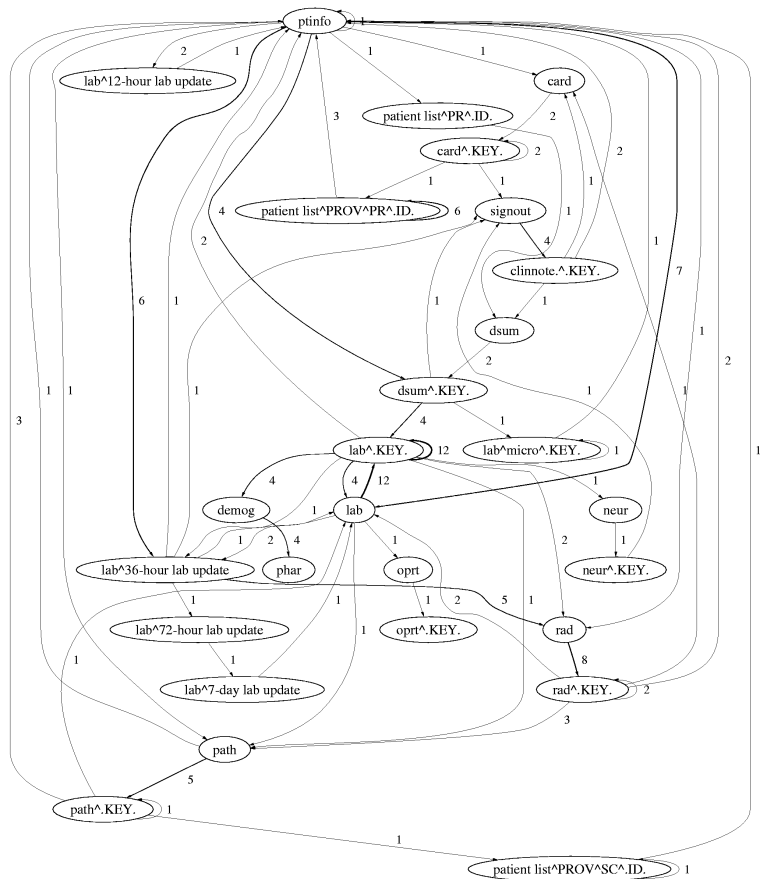 ptinfo
1
2
1
1
1
lab^12-hour lab update
card
patient list^PR^.ID.
3
2
card^.KEY.
2
2
1
1
patient list^PROV^PR^.ID.
6
signout
4
1
1
2
4
clinnote.^.KEY.
1
7
6
1
1
1
dsum
1
2
dsum^.KEY.
3
1
1
1
4
1
1
1
lab^.KEY.
12
lab^micro^.KEY.
1
4
4
12
1
demog
1
lab
neur
1
2
4
1
2
1
1
lab^36-hour lab update
phar
oprt
neur^.KEY.
1
5
1
2
1
lab^72-hour lab update
oprt^.KEY.
rad
1
1
8
lab^7-day lab update
rad^.KEY.
2
3
path
5
path^.KEY.
1
1
patient list^PROV^SC^.ID.
1
1